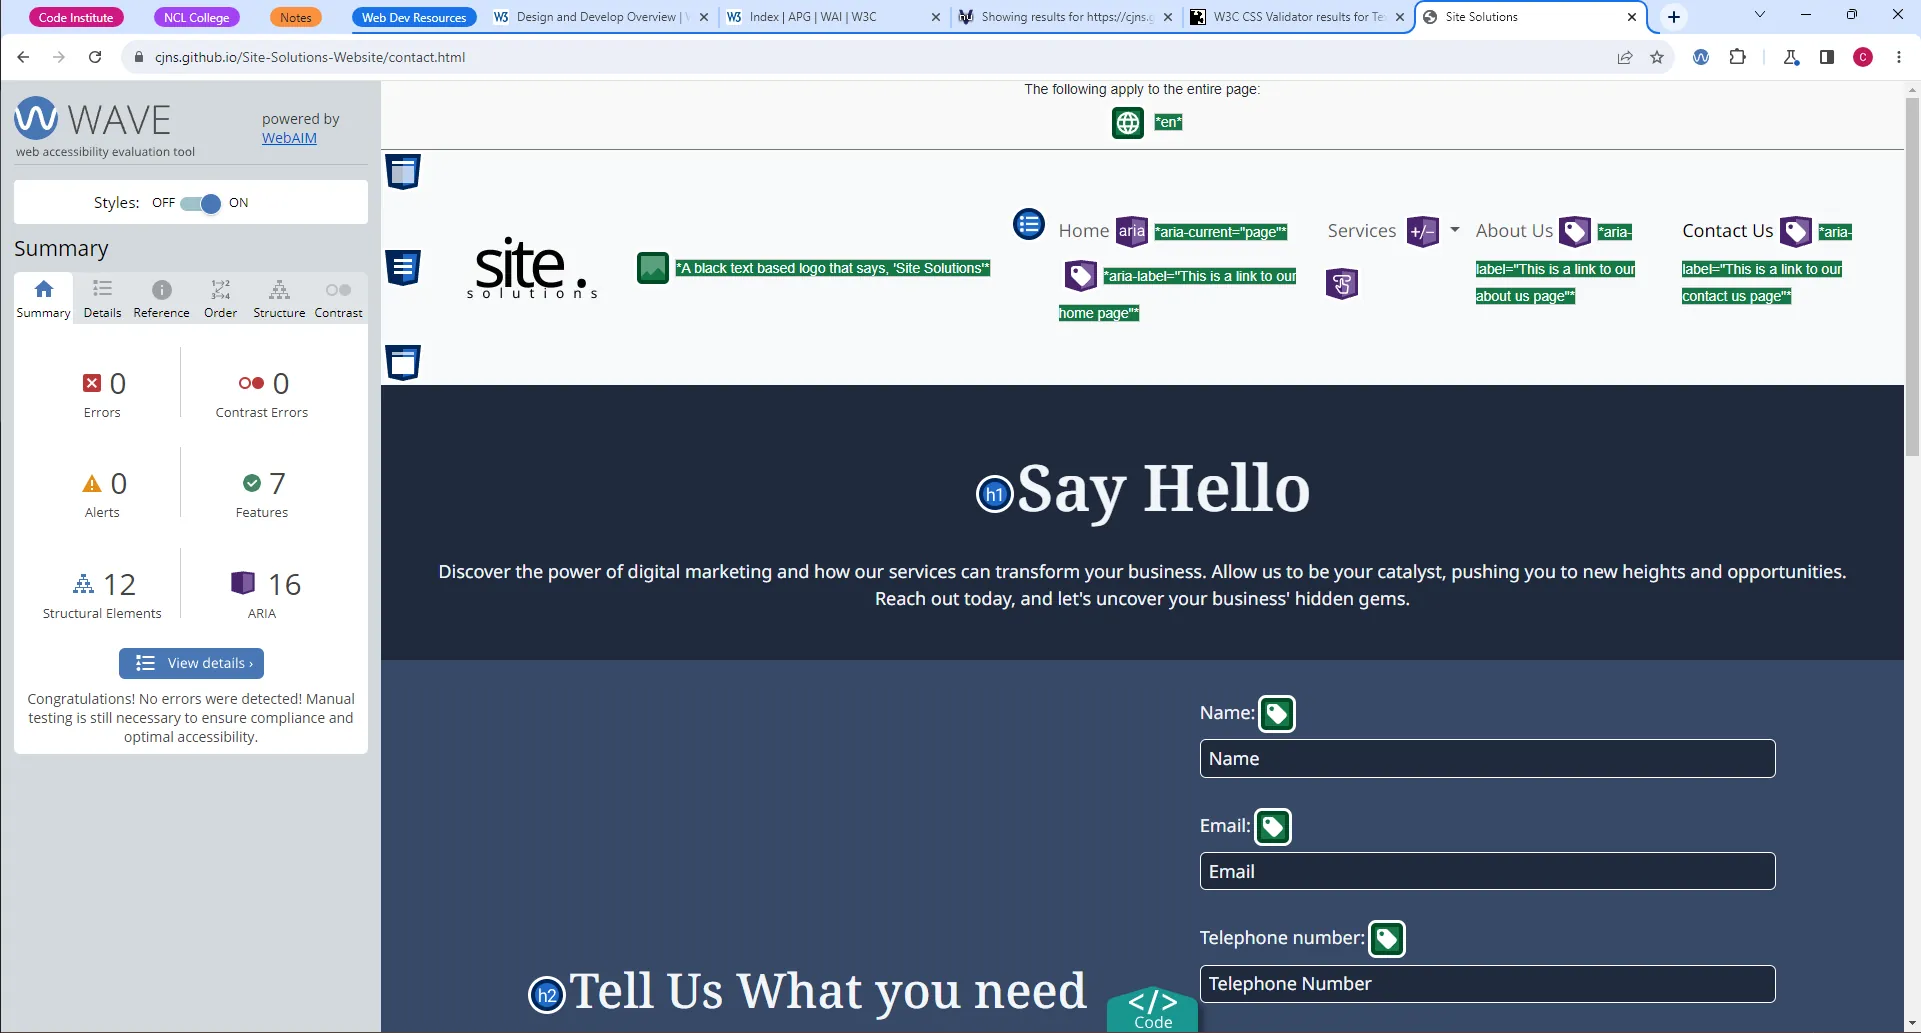 Code Institute
NCL College
Notes
Web Dev Resources
Design and Develop Overview |
Index | APG | WAI | W3C
Showing results for https://cjns.g
W3C CSS Validator results for Te
Site Solutions
cjns.github.io/Site-Solutions-Website/contact.html
C
WAVE
web accessibility evaluation tool
powered by
WebAIM
Styles: OFF ON
Summary
Summary Details Reference Order Structure Contrast
0
Errors
0
Contrast Errors
0
Alerts
7
Features
12
Structural Elements
16
ARIA
View details ›
Congratulations! No errors were detected! Manual
testing is still necessary to ensure compliance and
optimal accessibility.
The following apply to the entire page:
*en*
site.
solutions
*A black text based logo that says, 'Site Solutions'*
Home aria *aria-current="page"*
*aria-label="This is a link to our
home page"*
Services +/-
About Us *aria-
label="This is a link to our
about us page"*
Contact Us *aria-
label="This is a link to our
contact us page"*
h1 Say Hello
Discover the power of digital marketing and how our services can transform your business. Allow us to be your catalyst, pushing you to new heights and opportunities.
Reach out today, and let's uncover your business' hidden gems.
Name:
Name
Email:
Email
Telephone number:
Telephone Number
h2 Tell Us What you need
</>
Code